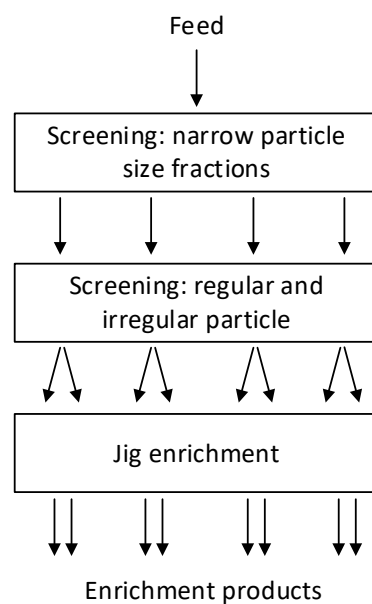 Feed
Screening: narrow particle
size fractions
Screening: regular and
irregular particle
Jig enrichment
Enrichment products